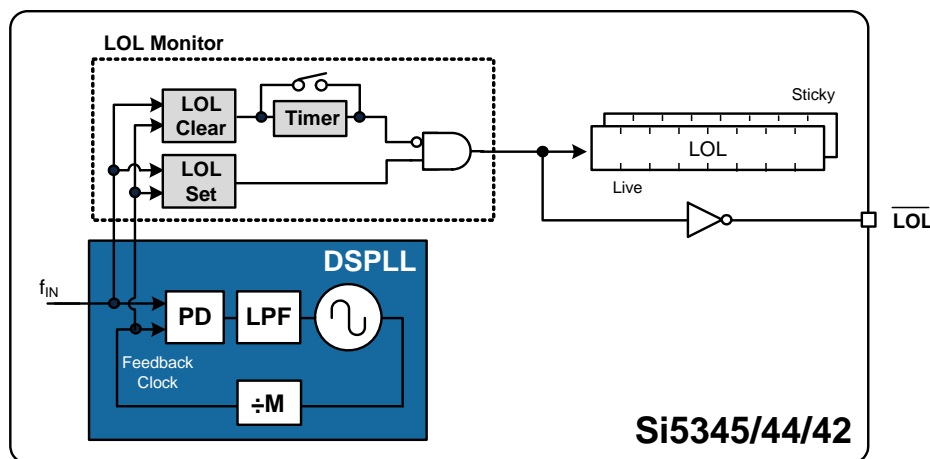 LOL Monitor
LOL
Clear
Timer
LOL
Set
Sticky
LOL
Live
LOL
DSPLL
fIN
PD
LPF
Feedback
Clock
÷M
Si5345/44/42